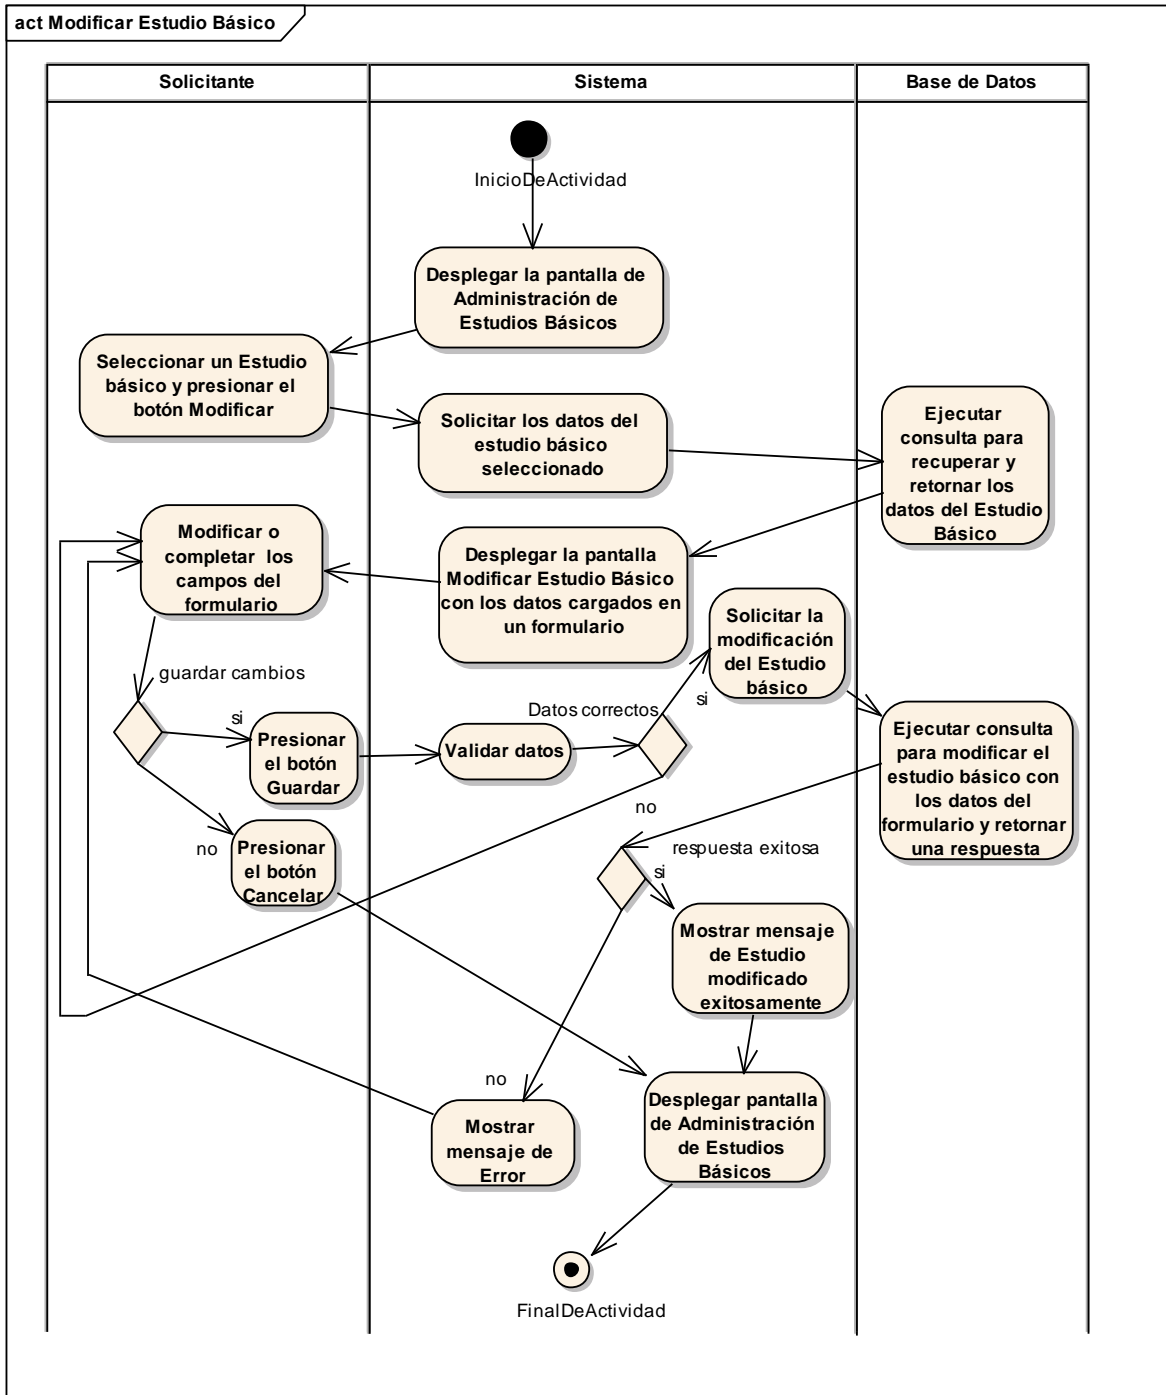 act Modificar Estudio Básico
Solicitante
Sistema
Base de Datos
InicioDeActividad
Desplegar la pantalla de
Administración de
Estudios Básicos
Seleccionar un Estudio
básico y presionar el
botón Modificar
Solicitar los datos del
estudio básico
seleccionado
Ejecutar
consulta para
recuperar y
retornar los
datos del Estudio
Básico
Modificar o
completar los
campos del
formulario
Desplegar la pantalla
Modificar Estudio Básico
con los datos cargados en
un formulario
Solicitar la
modificación
del Estudio
básico
guardar cambios
si
Presionar
el botón
Guardar
Validar datos
Datos correctos
si
no
Ejecutar consulta
para modificar el
estudio básico con
los datos del
formulario y retornar
una respuesta
no
Presionar
el botón
Cancelar
respuesta exitosa
si
Mostrar mensaje
de Estudio
modificado
exitosamente
no
Mostrar
mensaje de
Error
Desplegar pantalla
de Administración
de Estudios
Básicos
FinalDeActividad